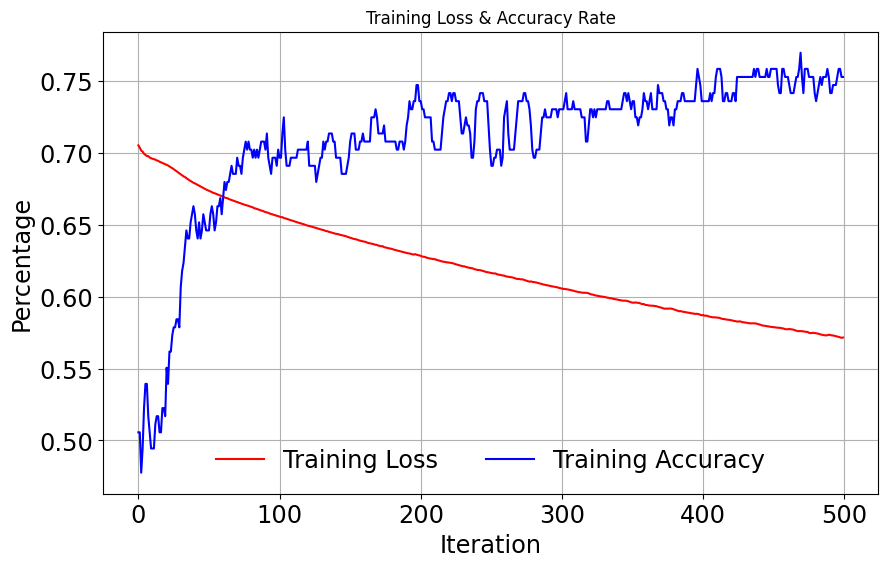 Training Loss & Accuracy Rate
Percentage
0.75
0.70
0.65
0.60
0.55
0.50
Training Loss
Training Accuracy
0
100
200
300
400
500
Iteration